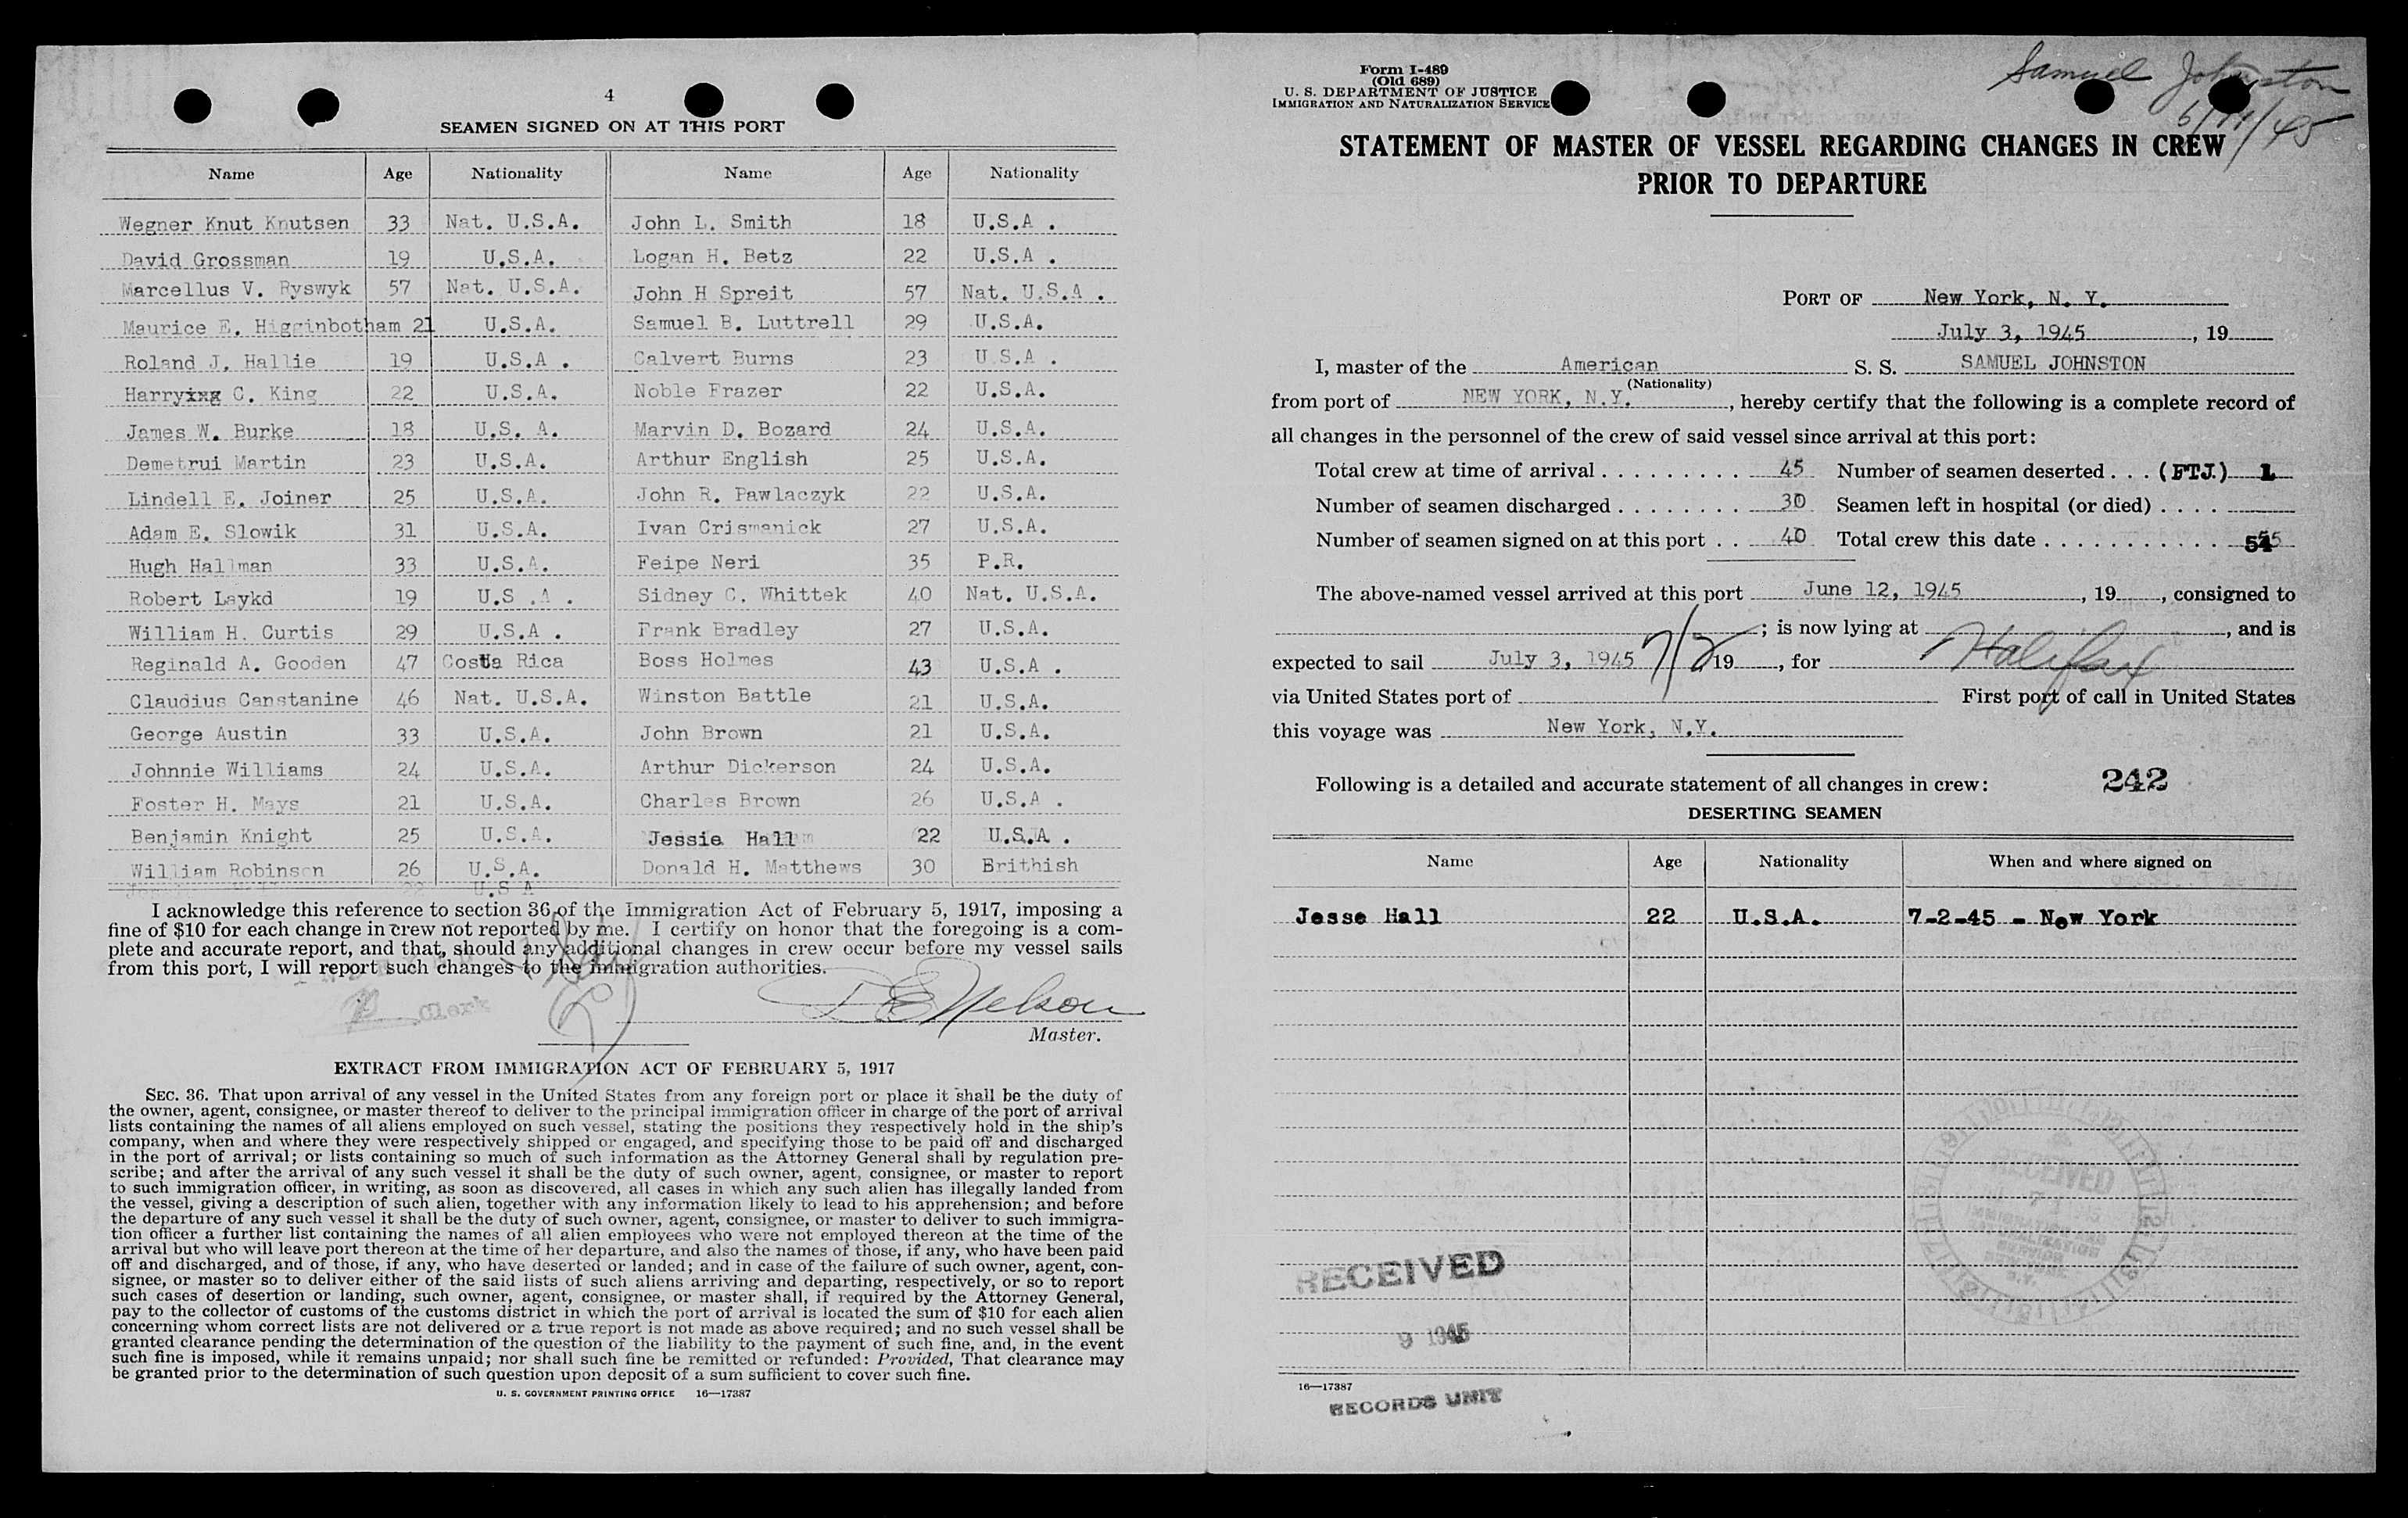 4
SEAMEN SIGNED ON AT THIS PORT
Name Age Nationality Name Age Nationality
Wegner Knut Knutsen 33 Nat. U.S.A. John L. Smith 18 U.S.A .
David Grossman 19 U.S.A. Logan H. Betz 22 U.S.A .
Marcellus V. Ryswyk 57 Nat. U.S.A. John H Spreit 57 Nat. U.S.A .
Maurice E. Higginbotham 21 U.S.A. Samuel B. Luttrell 29 U.S.A.
Roland J. Hallie 19 U.S.A . Calvert Burns 23 U.S.A .
Harryixg C. King 22 U.S.A. Noble Frazer 22 U.S.A.
James W. Burke 18 U.S. A. Marvin D. Bozard 24 U.S.A.
Demetrui Martin 23 U.S.A. Arthur English 25 U.S.A.
Lindell E. Joiner 25 U.S.A. John R. Pawlaczyk 22 U.S.A.
Adam E. Slowik 31 U.S.A. Ivan Crismanick 27 U.S.A.
Hugh Hallman 33 U.S.A. Feipe Neri 35 P.R.
Robert Laykd 19 U.S .A . Sidney C. Whittek 40 Nat. U.S.A.
William H. Curtis 29 U.S.A . Frank Bradley 27 U.S.A.
Reginald A. Gooden 47 Costa Rica Boss Holmes 43 U.S.A .
Claudius Canstanine 46 Nat. U.S.A. Winston Battle 21 U.S.A.
George Austin 33 U.S.A. John Brown 21 U.S.A.
Johnnie Williams 24 U.S.A. Arthur Dickerson 24 U.S.A.
Foster H. Mays 21 U.S.A. Charles Brown 26 U.S.A .
Benjamin Knight 25 U.S.A. Jessie Hall 22 U.S.A .
William Robinson 26 U.S.A. Donald H. Matthews 30 Brithish
U.S A
I acknowledge this reference to section 36 of the Immigration Act of February 5, 1917, imposing a
fine of $10 for each change in crew not reported by me. I certify on honor that the foregoing is a com-
plete and accurate report, and that, should any additional changes in crew occur before my vessel sails
from this port, I will report such changes to the immigration authorities.
Clerk
Nelson
Master.
EXTRACT FROM IMMIGRATION ACT OF FEBRUARY 5, 1917
SEC. 36. That upon arrival of any vessel in the United States from any foreign port or place it shall be the duty of
the owner, agent, consignee, or master thereof to deliver to the principal immigration officer in charge of the port of arrival
lists containing the names of all aliens employed on such vessel, stating the positions they respectively hold in the ship's
company, when and where they were respectively shipped or engaged, and specifying those to be paid off and discharged
in the port of arrival; or lists containing so much of such information as the Attorney General shall by regulation pre-
scribe; and after the arrival of any such vessel it shall be the duty of such owner, agent, consignee, or master to report
to such immigration officer, in writing, as soon as discovered, all cases in which any such alien has illegally landed from
the vessel, giving a description of such alien, together with any information likely to lead to his apprehension; and before
the departure of any such vessel it shall be the duty of such owner, agent, consignee, or master to deliver to such immigra-
tion officer a further list containing the names of all alien employees who were not employed thereon at the time of the
arrival but who will leave port thereon at the time of her departure, and also the names of those, if any, who have been paid
off and discharged, and of those, if any, who have deserted or landed; and in case of the failure of such owner, agent, con-
signee, or master so to deliver either of the said lists of such aliens arriving and departing, respectively, or so to report
such cases of desertion or landing, such owner, agent, consignee, or master shall, if required by the Attorney General,
pay to the collector of customs of the customs district in which the port of arrival is located the sum of $10 for each alien
concerning whom correct lists are not delivered or a true report is not made as above required; and no such vessel shall be
granted clearance pending the determination of the question of the liability to the payment of such fine, and, in the event
such fine is imposed, while it remains unpaid; nor shall such fine be remitted or refunded: Provided, That clearance may
be granted prior to the determination of such question upon deposit of a sum sufficient to cover such fine.
U. S. GOVERNMENT PRINTING OFFICE 16—17387
Form I-489
(Old 689)
U. S. DEPARTMENT OF JUSTICE
IMMIGRATION AND NATURALIZATION SERVICE
Samuel Johnston
STATEMENT OF MASTER OF VESSEL REGARDING CHANGES IN CREW
PRIOR TO DEPARTURE
PORT OF New York, N. Y.
July 3, 1945, 19
I, master of the American S. S. SAMUEL JOHNSTON
(Nationality)
from port of NEW YORK, N.Y., hereby certify that the following is a complete record of
all changes in the personnel of the crew of said vessel since arrival at this port:
Total crew at time of arrival . . . . . . . . . 45 Number of seamen deserted . . . (FTJ.) 1
Number of seamen discharged . . . . . . . . 30 Seamen left in hospital (or died) . . . .
Number of seamen signed on at this port . . 40 Total crew this date . . . . . . . . . . . .
The above-named vessel arrived at this port June 12, 1945, 19, consigned to
; is now lying at , and is
expected to sail July 3, 1945 7/2 19, for Halifax
via United States port of First port of call in United States
this voyage was New York, N.Y.
Following is a detailed and accurate statement of all changes in crew: 242
DESERTING SEAMEN
Name Age Nationality When and where signed on
Jesse Hall 22 U.S.A. 7-2-45 - New York
RECEIVED
IMMIGRATION
RECEIVED
9 1945
16—17387
RECORDS UNIT